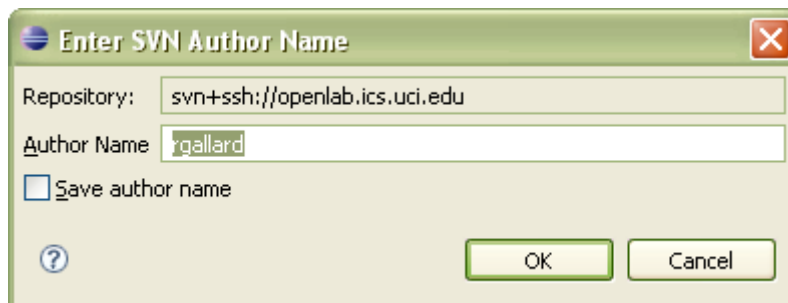 Enter SVN Author Name
Repository: svn+ssh://openlab.ics.uci.edu
Author Name rgallard
Save author name
? OK Cancel